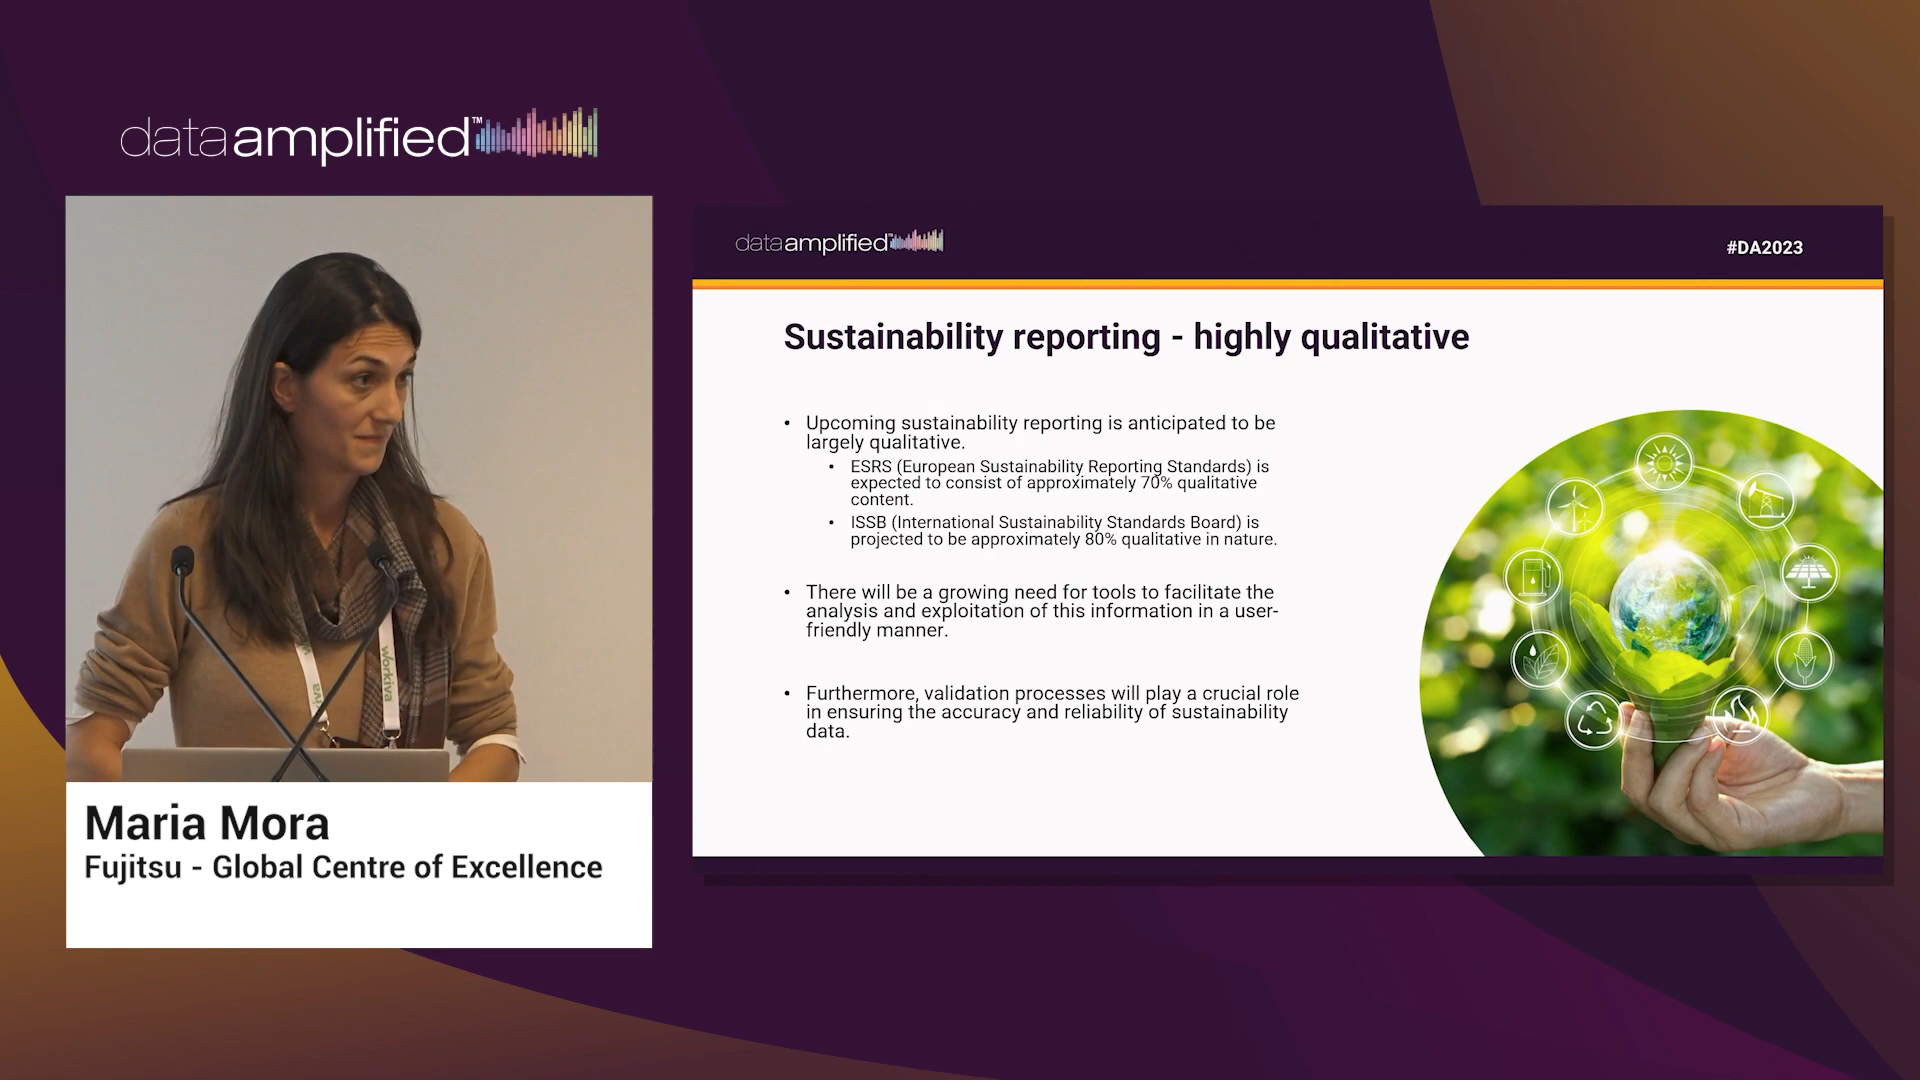 dataamplified™
Maria Mora
Fujitsu - Global Centre of Excellence
workiva
dataamplified™
#DA2023
Sustainability reporting - highly qualitative
• Upcoming sustainability reporting is anticipated to be
largely qualitative.
• ESRS (European Sustainability Reporting Standards) is
expected to consist of approximately 70% qualitative
content.
• ISSB (International Sustainability Standards Board) is
projected to be approximately 80% qualitative in nature.
• There will be a growing need for tools to facilitate the
analysis and exploitation of this information in a user-
friendly manner.
• Furthermore, validation processes will play a crucial role
in ensuring the accuracy and reliability of sustainability
data.